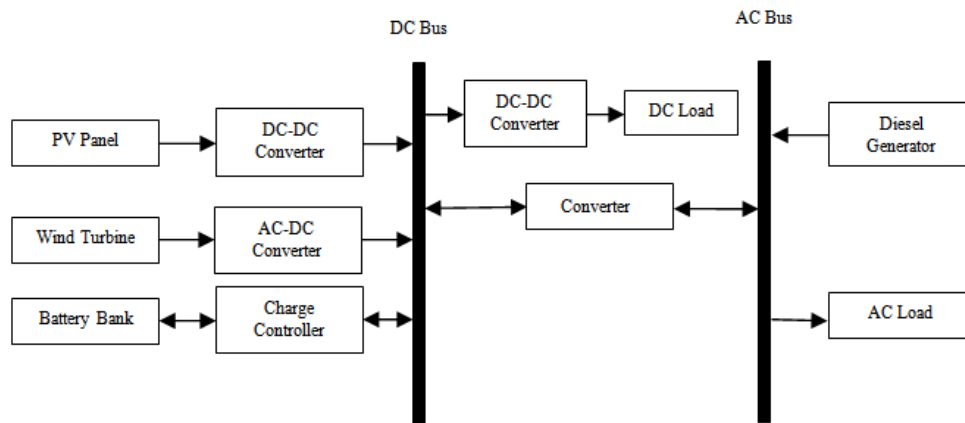 DC Bus
AC Bus
PV Panel
DC-DC
Converter
DC-DC
Converter
DC Load
Diesel
Generator
Wind Turbine
AC-DC
Converter
Converter
Battery Bank
Charge
Controller
AC Load